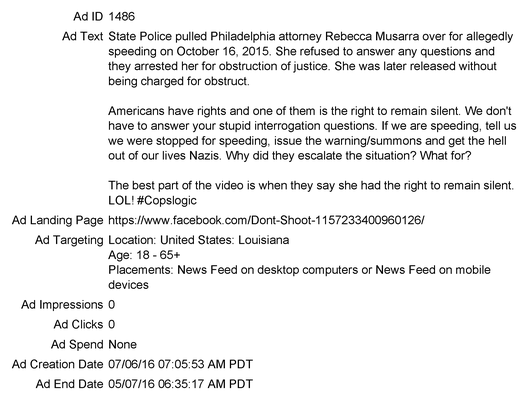 Ad ID 1486
Ad Text State Police pulled Philadelphia attorney Rebecca Musarra over for allegedly
speeding on October 16, 2015. She refused to answer any questions and
they arrested her for obstruction of justice. She was later released without
being charged for obstruct.
Americans have rights and one of them is the right to remain silent. We don't
have to answer your stupid interrogation questions. If we are speeding, tell us
we were stopped for speeding, issue the warning/summons and get the hell
out of our lives Nazis. Why did they escalate the situation? What for?
The best part of the video is when they say she had the right to remain silent.
LOL! #Copslogic
Ad Landing Page https://www.facebook.com/Dont-Shoot-1157233400960126/
Ad Targeting Location: United States: Louisiana
Age: 18 - 65+
Placements: News Feed on desktop computers or News Feed on mobile
devices
Ad Impressions 0
Ad Clicks 0
Ad Spend None
Ad Creation Date 07/06/16 07:05:53 AM PDT
Ad End Date 05/07/16 06:35:17 AM PDT